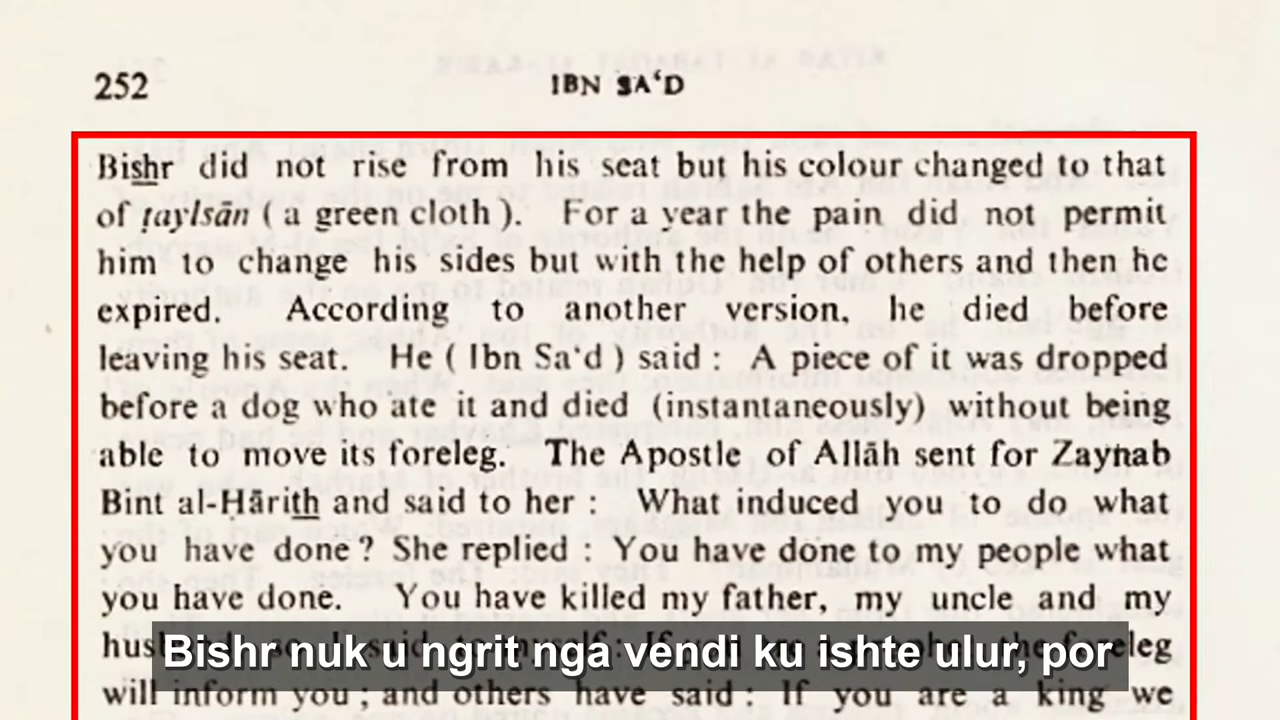 252 IBN SA‘D
Bishr did not rise from his seat but his colour changed to that
of ṭaylsān ( a green cloth ). For a year the pain did not permit
him to change his sides but with the help of others and then he
expired. According to another version, he died before
leaving his seat. He ( Ibn Sa‘d ) said : A piece of it was dropped
before a dog who ate it and died (instantaneously) without being
able to move its foreleg. The Apostle of Allāh sent for Zaynab
Bint al-Ḥārith and said to her : What induced you to do what
you have done ? She replied : You have done to my people what
you have done. You have killed my father, my uncle and my
Bishr nuk u ngrit nga vendi ku ishte ulur, por
will inform you ; and others have said : If you are a king we